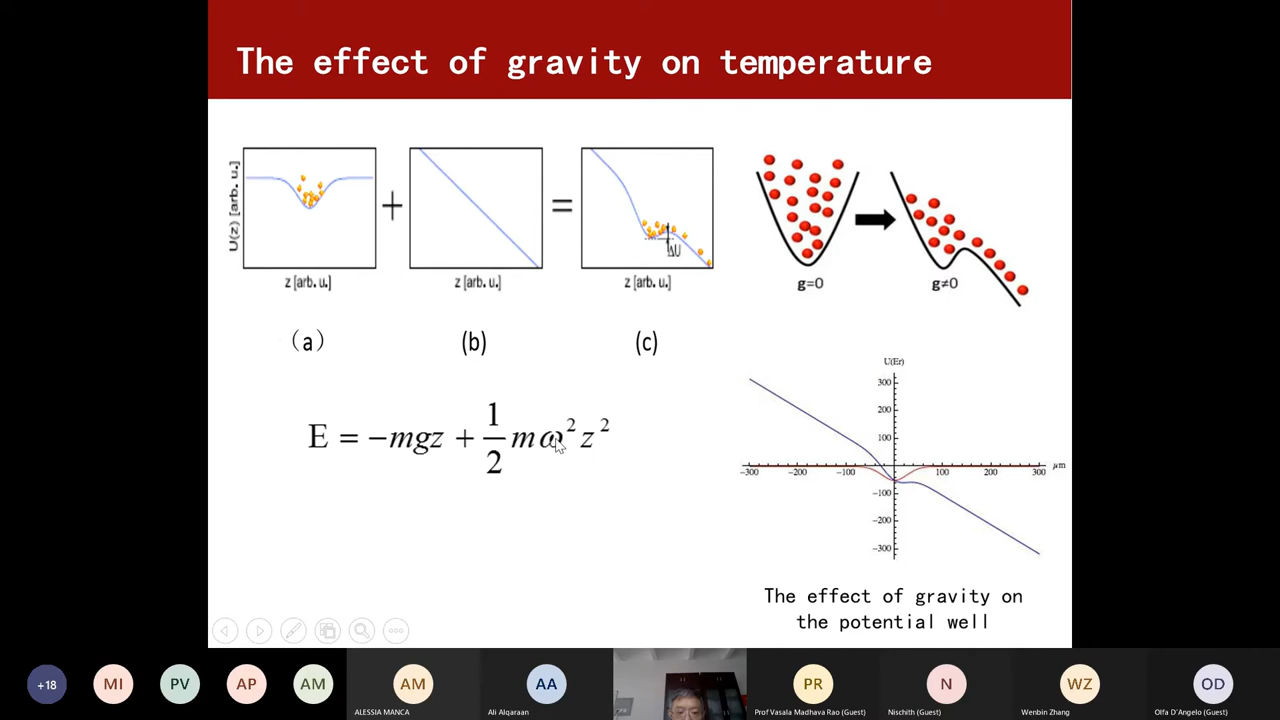 The effect of gravity on temperature
U(z) [arb. u.]
+
=
ΔU
z [arb. u.]
z [arb. u.]
z [arb. u.]
g=0
g≠0
(a)
(b)
(c)
E = −mgz + 1/2 mω² z²
U(Er)
300
200
100
-300
-200
-100
100
200
300
μm
-100
-200
-300
The effect of gravity on
the potential well
+18
MI
PV
AP
AM
AM
ALESSIA MANCA
AA
Ali Alqaraan
PR
Prof Vasala Madhava Rao (Guest)
N
Nischith (Guest)
WZ
Wenbin Zhang
OD
Olfa D`Angelo (Guest)